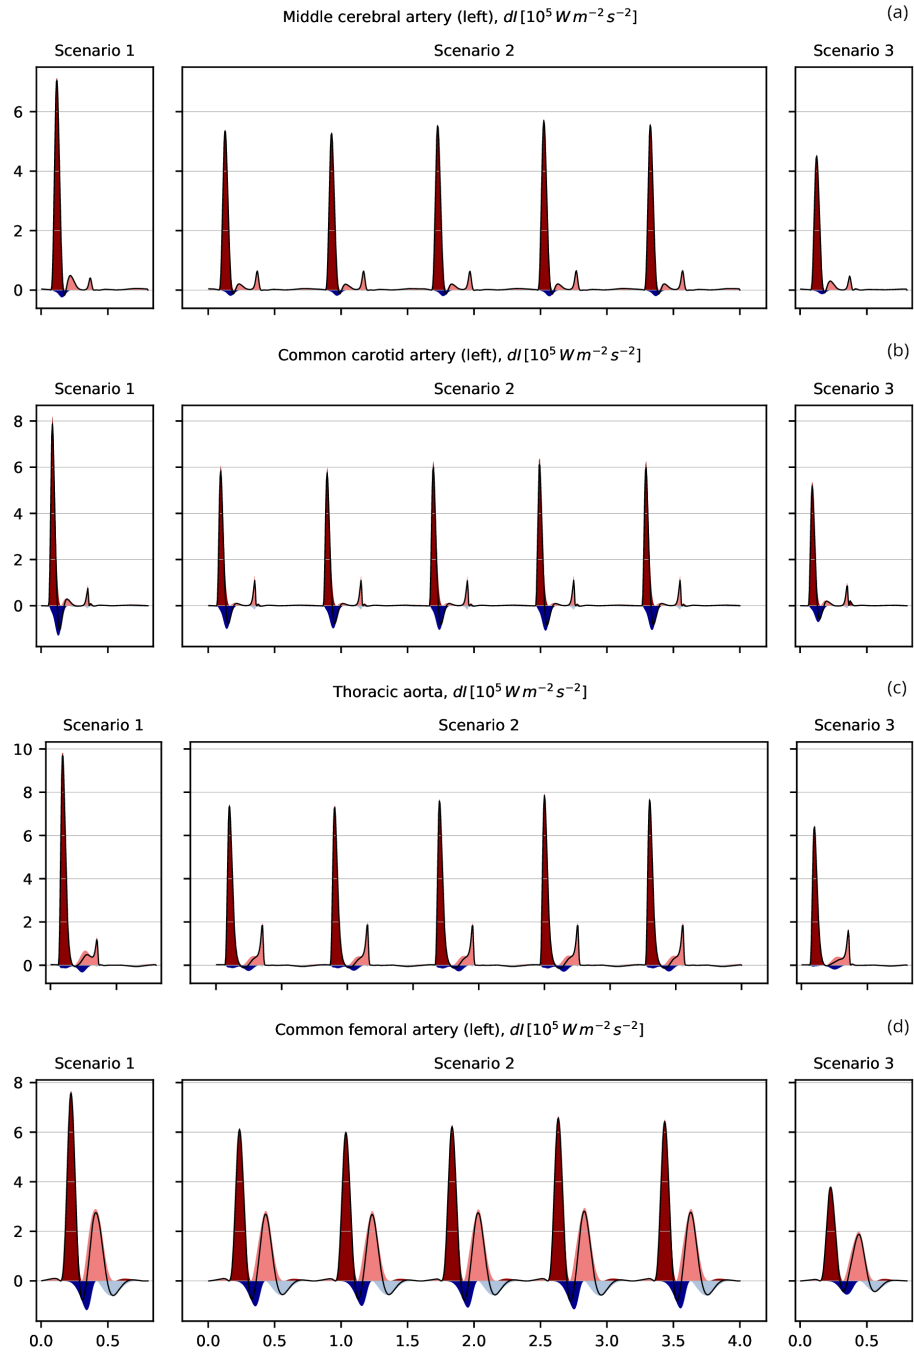 Middle cerebral artery (left), dI [10⁵ W m⁻² s⁻²] (a)
Scenario 1 Scenario 2 Scenario 3
6
4
2
0
Common carotid artery (left), dI [10⁵ W m⁻² s⁻²] (b)
Scenario 1 Scenario 2 Scenario 3
8
6
4
2
0
Thoracic aorta, dI [10⁵ W m⁻² s⁻²] (c)
Scenario 1 Scenario 2 Scenario 3
10
8
6
4
2
0
Common femoral artery (left), dI [10⁵ W m⁻² s⁻²] (d)
Scenario 1 Scenario 2 Scenario 3
8
6
4
2
0
0.0 0.5 0.0 0.5 1.0 1.5 2.0 2.5 3.0 3.5 4.0 0.0 0.5